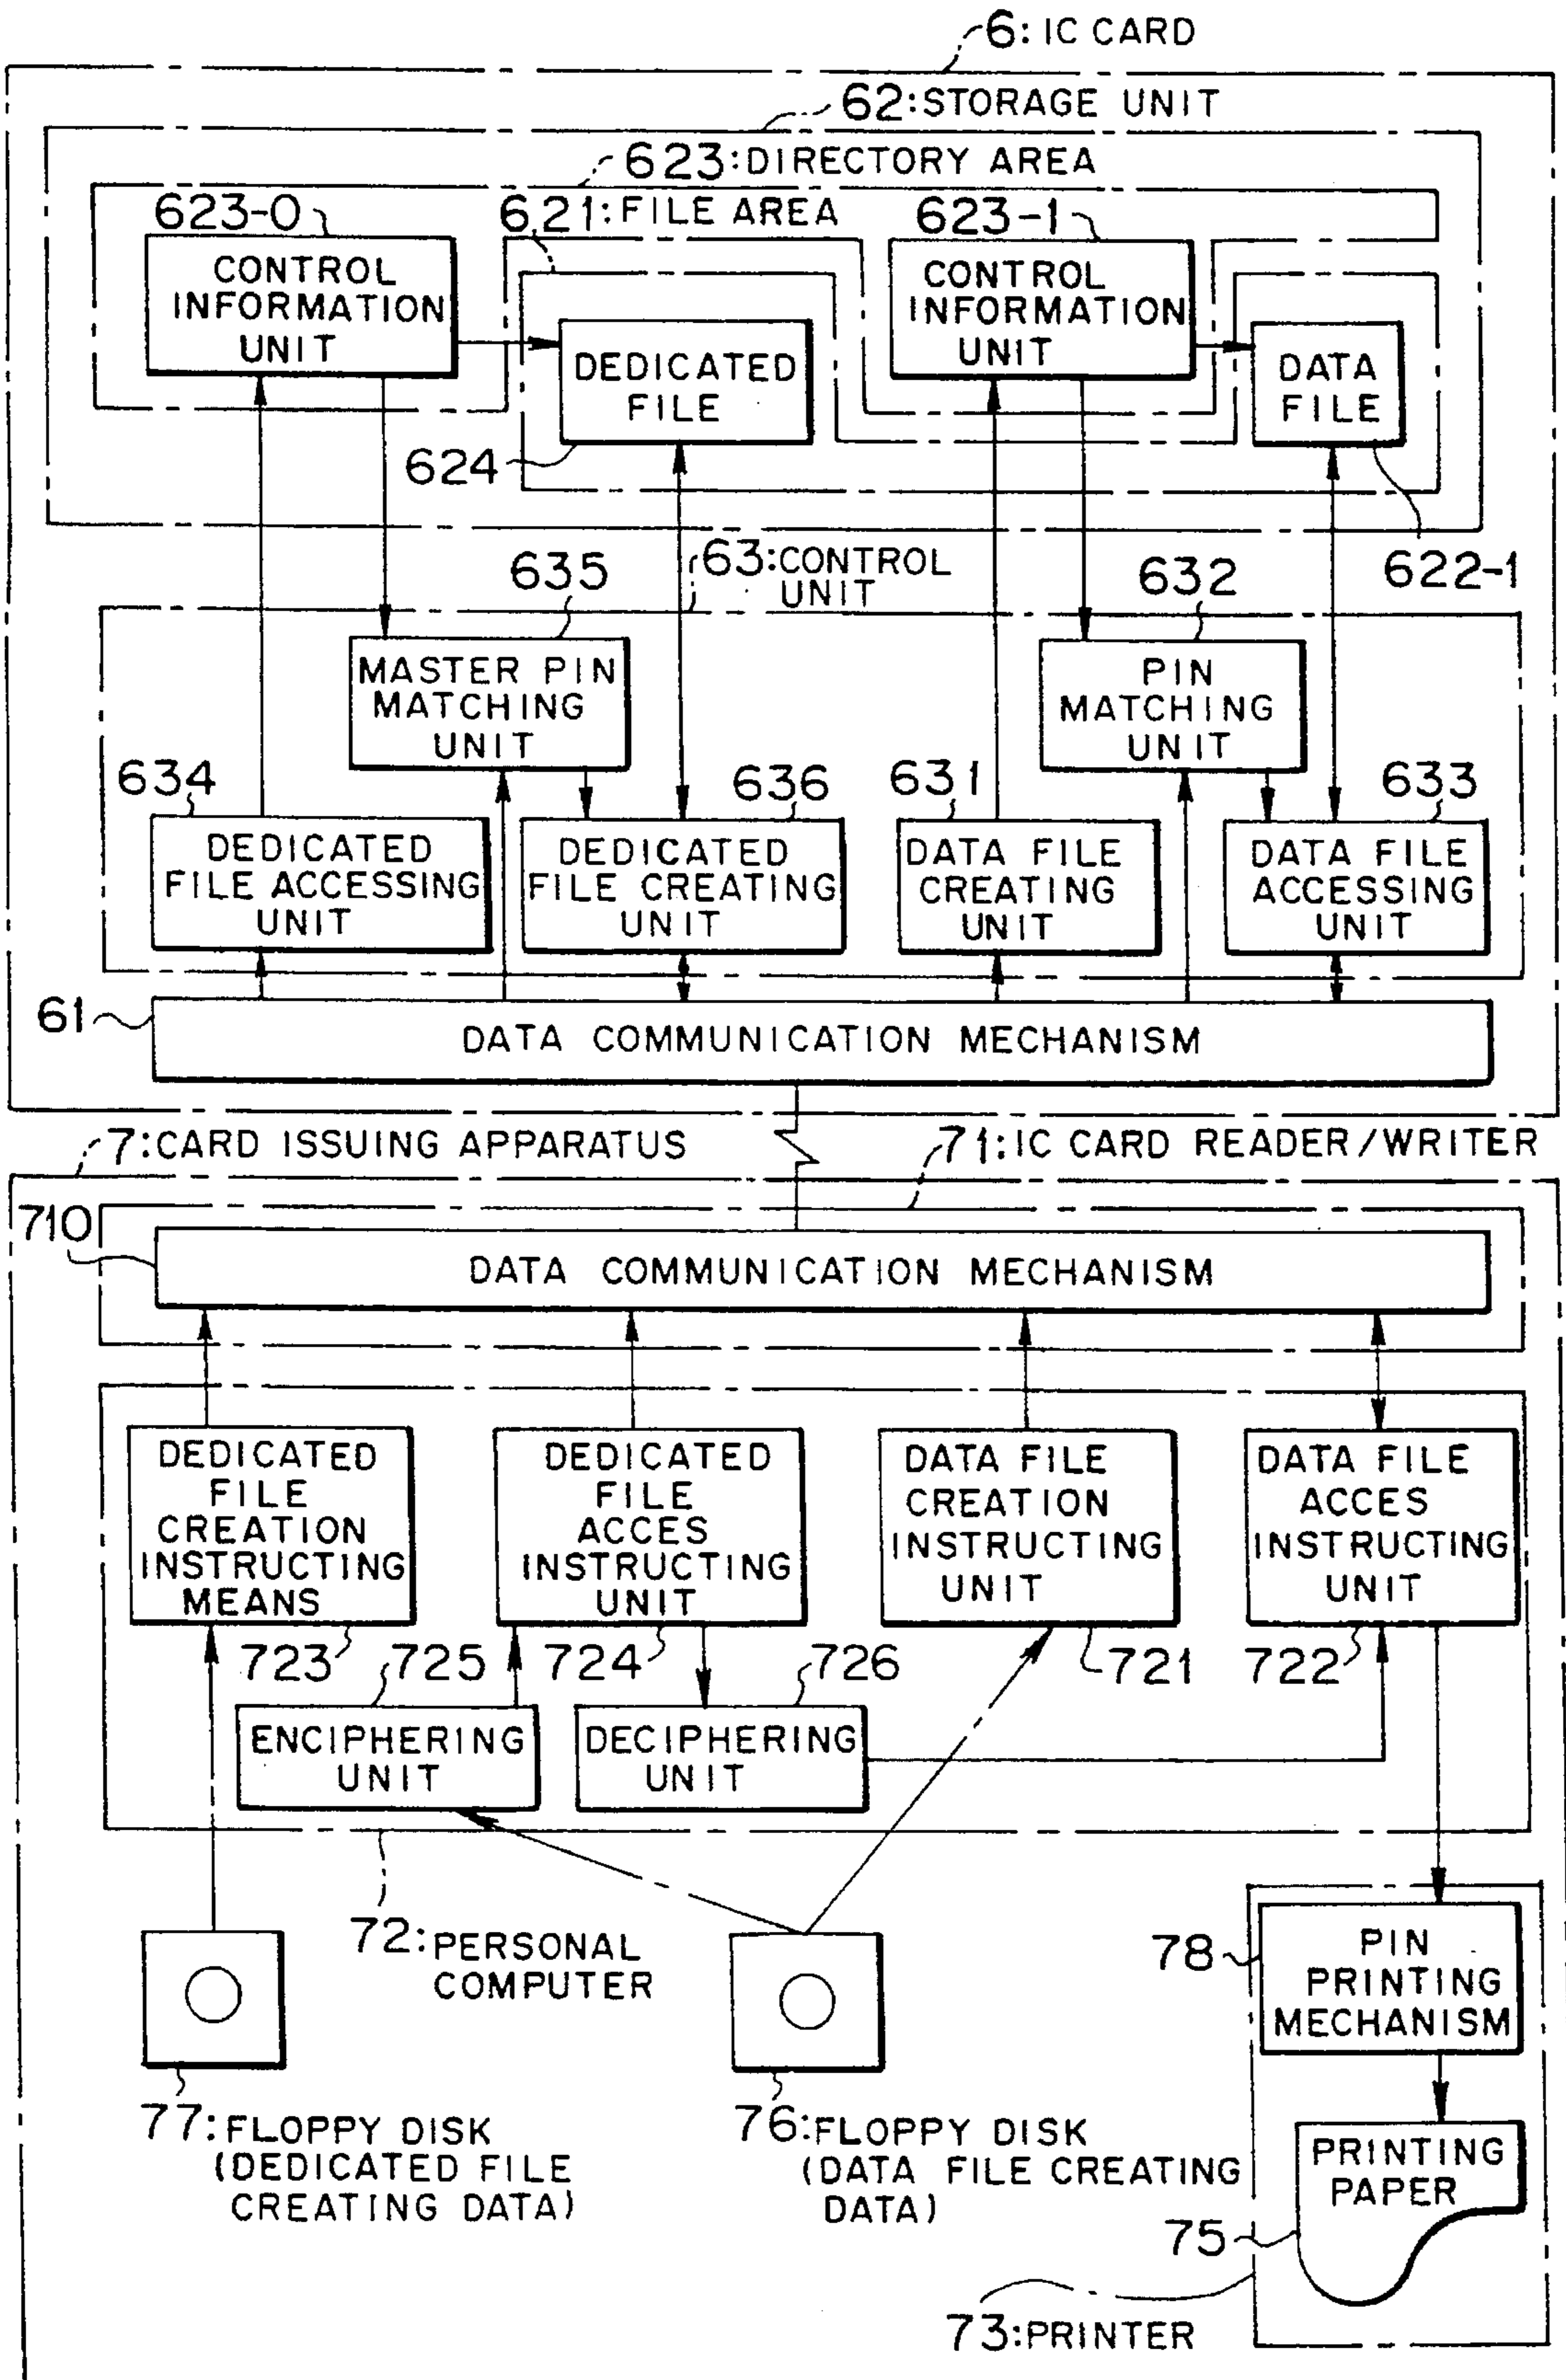 6: IC CARD
62: STORAGE UNIT
623: DIRECTORY AREA
623-0
621: FILE AREA
623-1
CONTROL
INFORMATION
UNIT
CONTROL
INFORMATION
UNIT
DEDICATED
FILE
DATA
FILE
624
622-1
63: CONTROL
UNIT
635
632
MASTER PIN
MATCHING
UNIT
PIN
MATCHING
UNIT
634
636
631
633
DEDICATED
FILE ACCESSING
UNIT
DEDICATED
FILE CREATING
UNIT
DATA FILE
CREATING
UNIT
DATA FILE
ACCESSING
UNIT
61
DATA COMMUNICATION MECHANISM
7: CARD ISSUING APPARATUS
71: IC CARD READER/WRITER
710
DATA COMMUNICATION MECHANISM
DEDICATED
FILE
CREATION
INSTRUCTING
MEANS
DEDICATED
FILE
ACCES
INSTRUCTING
UNIT
DATA FILE
CREATION
INSTRUCTING
UNIT
DATA FILE
ACCES
INSTRUCTING
UNIT
723
725
724
726
721
722
ENCIPHERING
UNIT
DECIPHERING
UNIT
72: PERSONAL
COMPUTER
78
PIN
PRINTING
MECHANISM
77: FLOPPY DISK
(DEDICATED FILE
CREATING DATA)
76: FLOPPY DISK
(DATA FILE CREATING
DATA)
PRINTING
PAPER
75
73: PRINTER